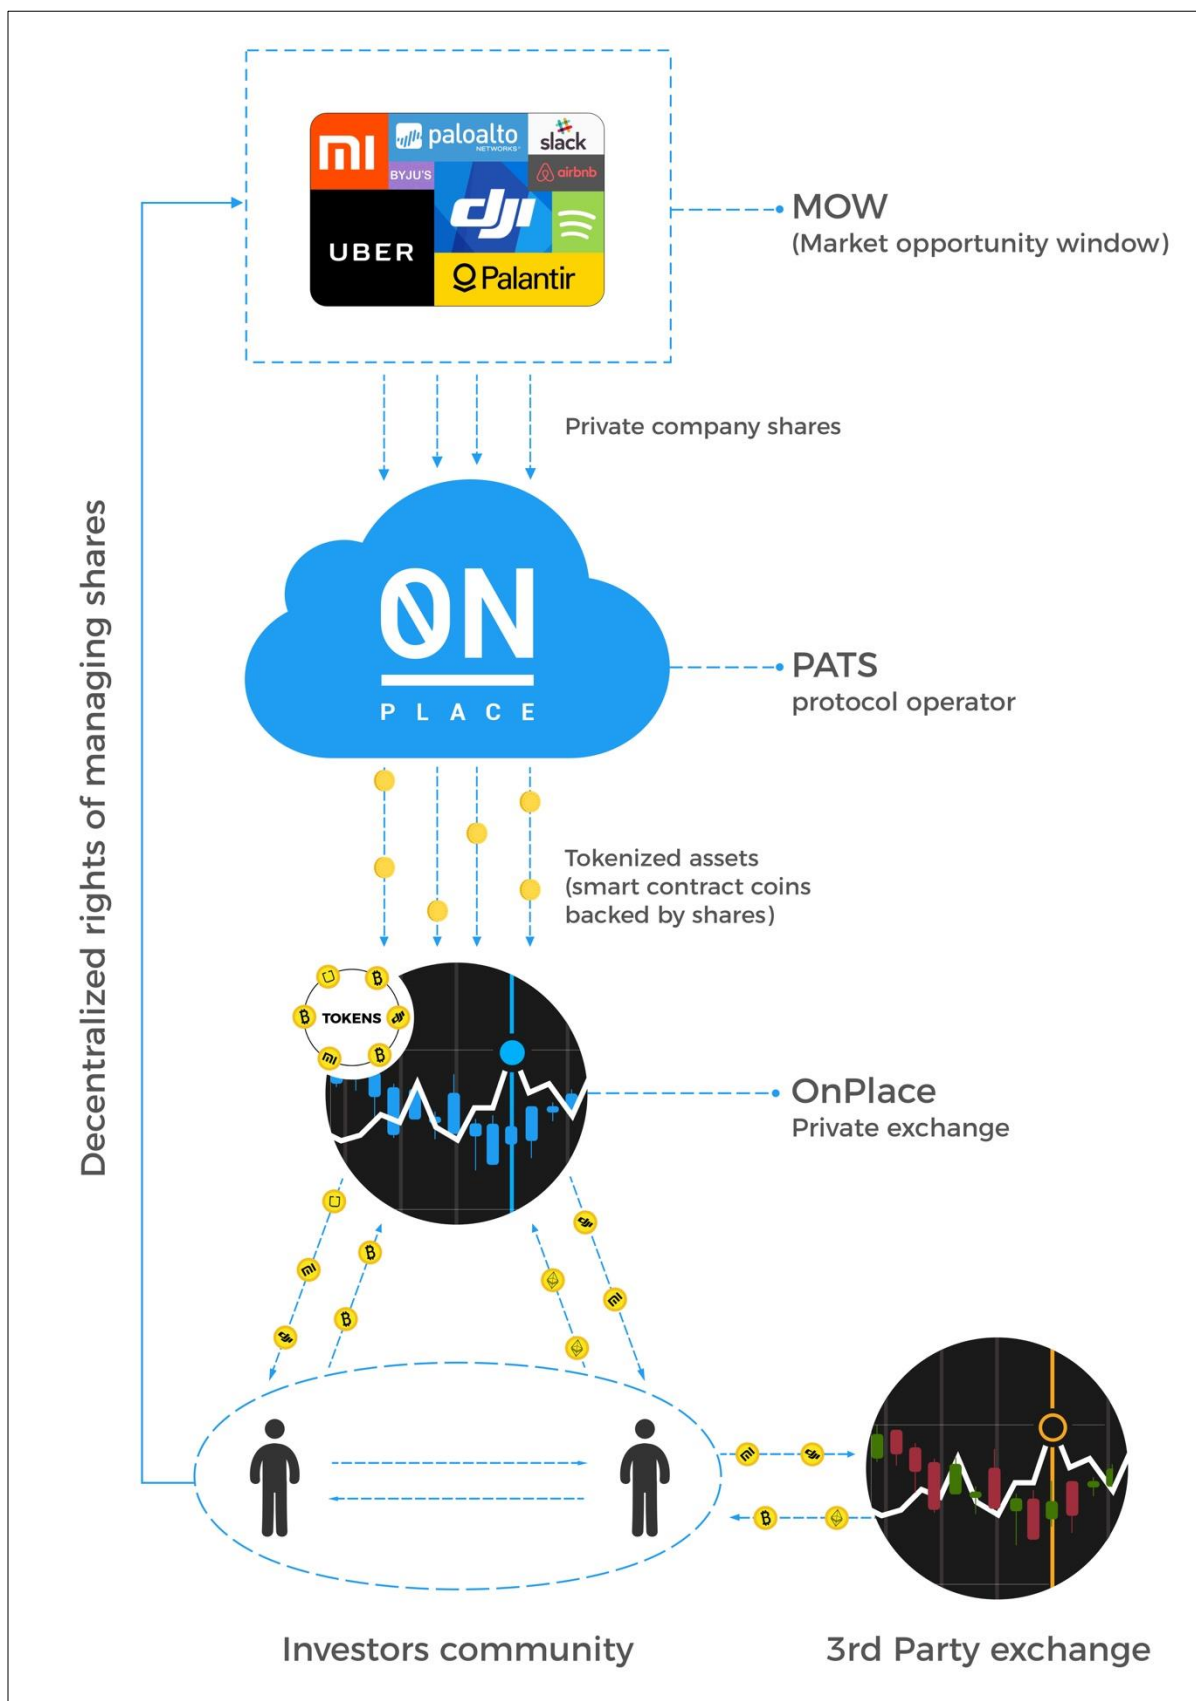 mi
paloalto
NETWORKS
slack
BYJU'S
airbnb
dji
UBER
Palantir
MOW
(Market opportunity window)
Private company shares
Decentralized rights of managing shares
ON
PLACE
PATS
protocol operator
Tokenized assets
(smart contract coins
backed by shares)
TOKENS
OnPlace
Private exchange
Investors community
3rd Party exchange